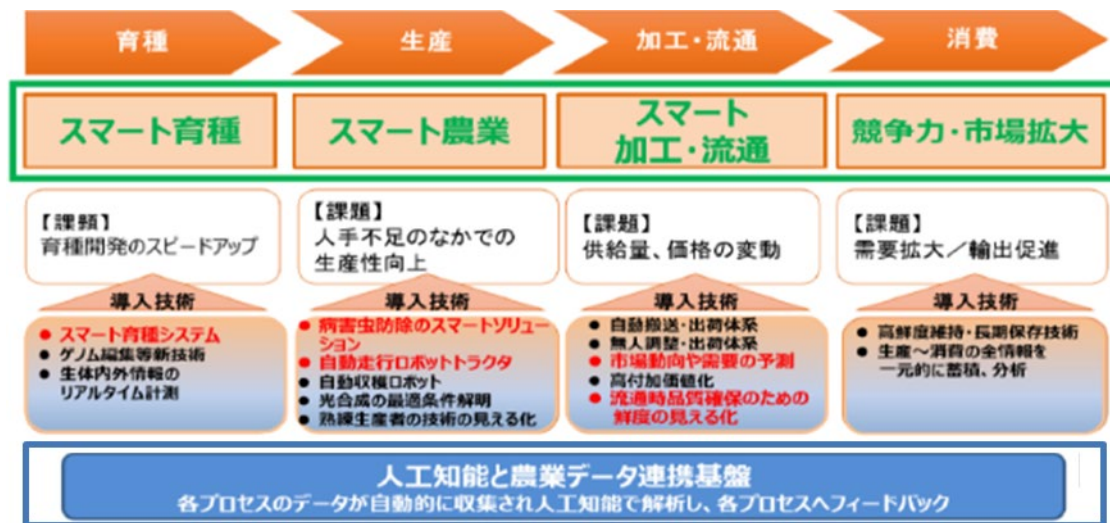 育種
生産
加工・流通
消費
スマート育種
スマート農業
スマート
加工・流通
競争力・市場拡大
【課題】
育種開発のスピードアップ
【課題】
人手不足のなかでの
生産性向上
【課題】
供給量、価格の変動
【課題】
需要拡大／輸出促進
導入技術
● スマート育種システム
● ゲノム編集等新技術
● 生体内外情報の
リアルタイム計測
導入技術
● 病害虫防除のスマートソリュー
ション
● 自動走行ロボットトラクタ
● 自動収穫ロボット
● 光合成の最適条件解明
● 熟練生産者の技術の見える化
導入技術
● 自動搬送・出荷体系
● 無人調整・出荷体系
● 市場動向や需要の予測
● 高付加価値化
● 流通時品質確保のための
鮮度の見える化
導入技術
● 高鮮度維持・長期保存技術
● 生産～消費の全情報を
一元的に蓄積、分析
人工知能と農業データ連携基盤
各プロセスのデータが自動的に収集され人工知能で解析し、各プロセスへフィードバック